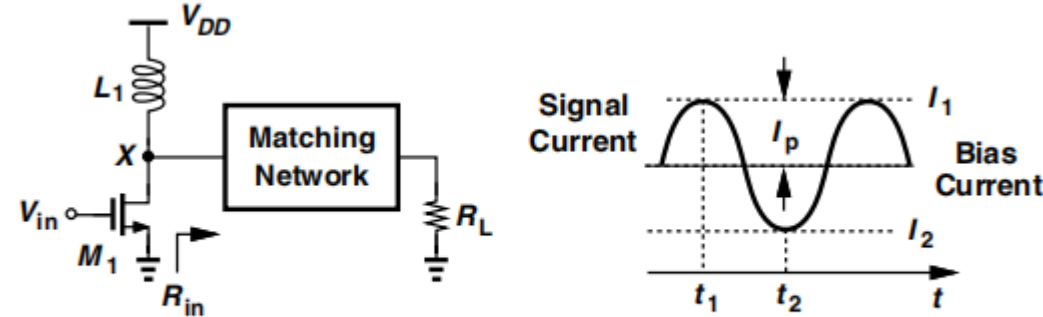 V_DD
L_1
X
Matching
Network
V_in
M_1
R_in
R_L
Signal
Current
I_p
I_1
Bias
Current
I_2
t_1
t_2
t